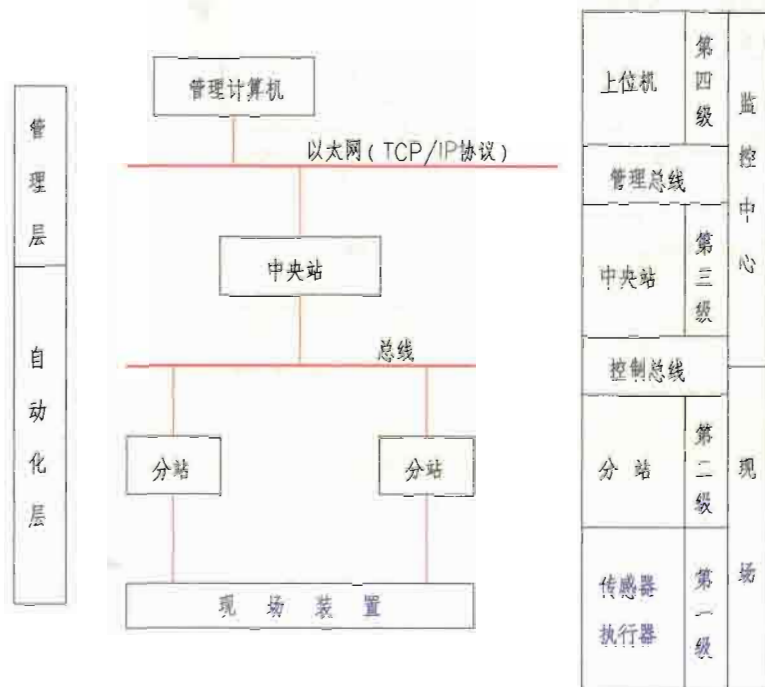 管理层
自动化层
管理计算机
以太网(TCP/IP协议)
中央站
总线
分站
分站
现场装置
上位机
第四级
管理总线
中央站
第三级
控制总线
分站
第二级
传感器
执行器
第一级
监控中心
现场